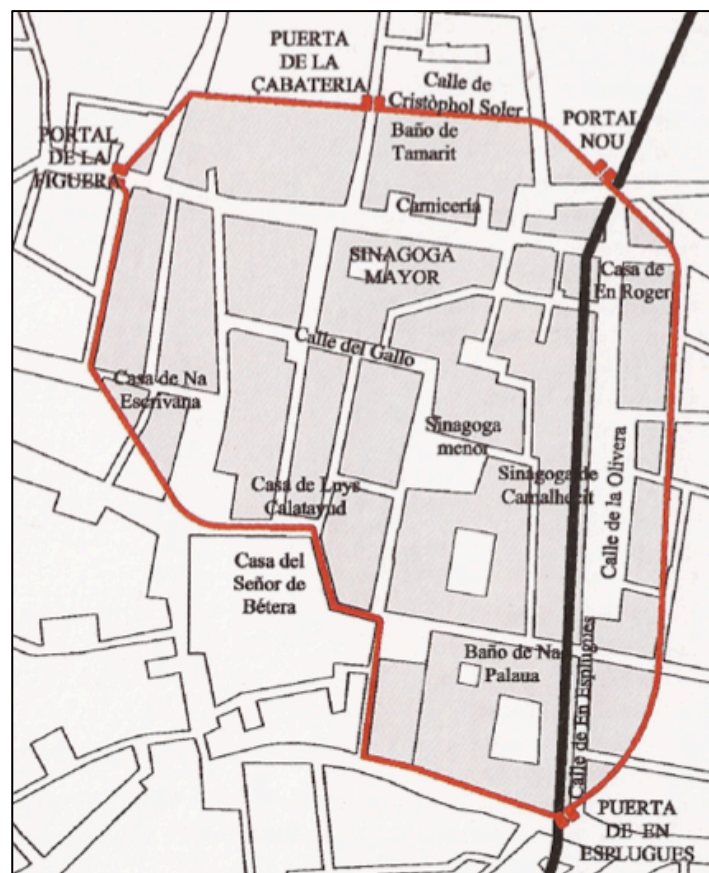 PUERTA
DE LA
ÇABATERIA
Calle de
Cristòphol Soler
PORTAL
NOU
Baño de
Tamarit
PORTAL
DE LA
FIGUERA
Carnicería
SINAGOGA
MAYOR
Casa de
En Roger
Calle del Gallo
Casa de Na
Escrivana
Sinagoga
menor
Sinagoga de
Camalhecit
Casa de Luys
Calatayud
Calle de la Olivera
Casa del
Señor de
Bétera
Baño de Na
Palaua
Calle de En Esplugues
PUERTA
DE EN
ESPLUGUES